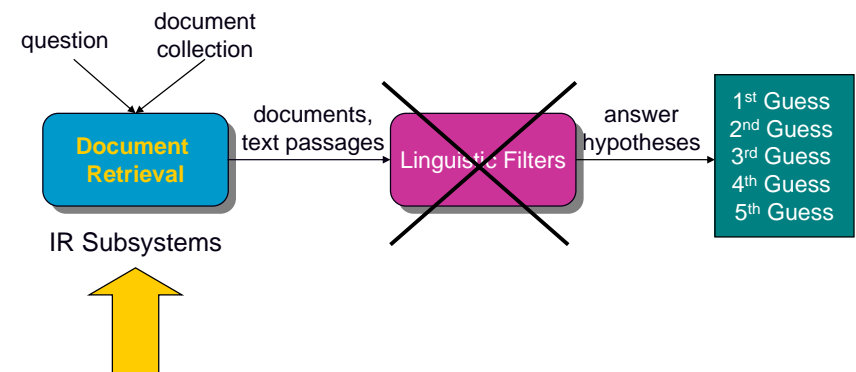 question
document
collection
Document
Retrieval
documents,
text passages
Linguistic Filters
answer
hypotheses
1st Guess
2nd Guess
3rd Guess
4th Guess
5th Guess
IR Subsystems